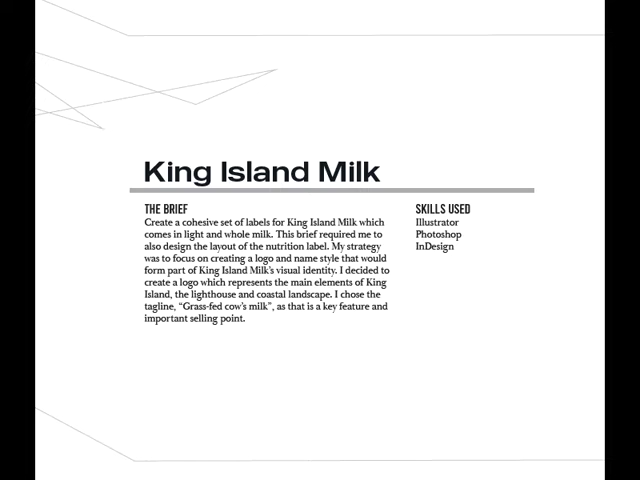 King Island Milk
THE BRIEF
Create a cohesive set of labels for King Island Milk which
comes in light and whole milk. This brief required me to
also design the layout of the nutrition label. My strategy
was to focus on creating a logo and name style that would
form part of King Island Milk's visual identity. I decided to
create a logo which represents the main elements of King
Island, the lighthouse and coastal landscape. I chose the
tagline, “Grass-fed cow's milk”, as that is a key feature and
important selling point.
SKILLS USED
Illustrator
Photoshop
InDesign